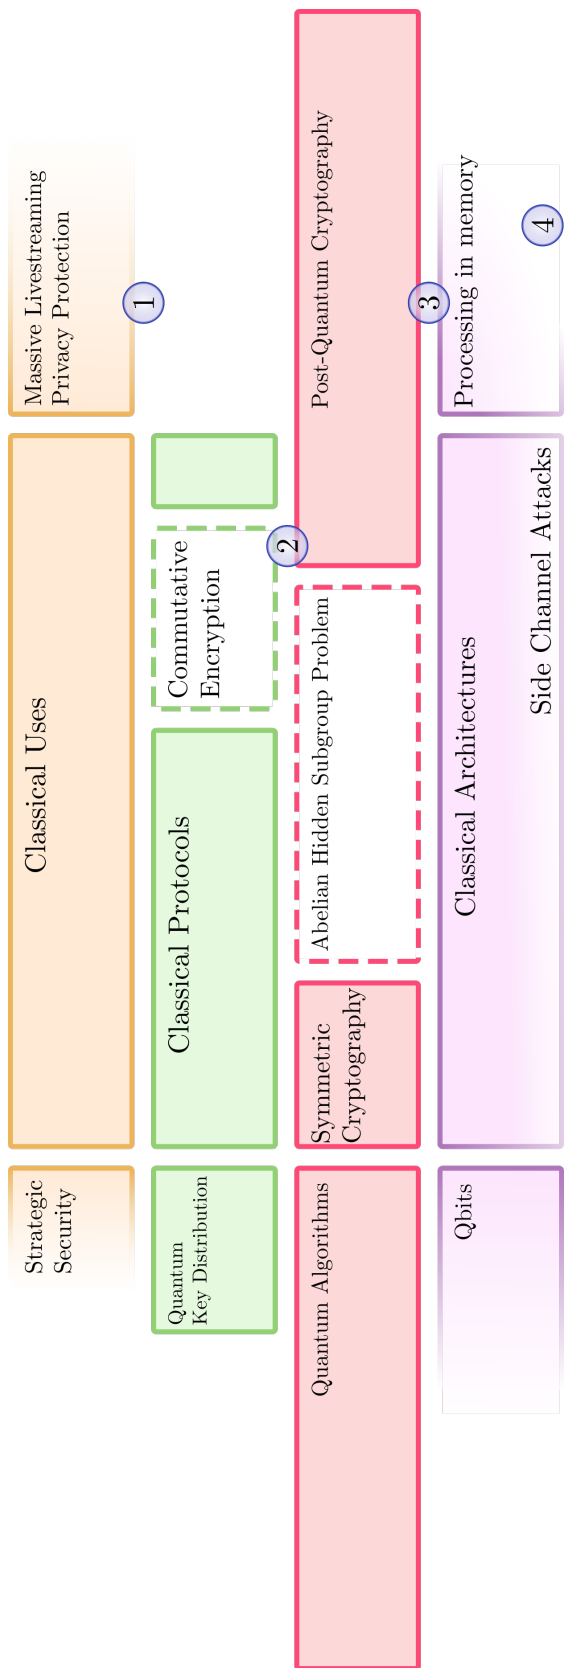 Strategic
Security
Classical Uses
Massive Livestreaming
Privacy Protection
1
Quantum
Key Distribution
Classical Protocols
Commutative
Encryption
2
Quantum Algorithms
Symmetric
Cryptography
Abelian Hidden Subgroup Problem
Post-Quantum Cryptography
3
Qbits
Classical Architectures
Side Channel Attacks
Processing in memory
4